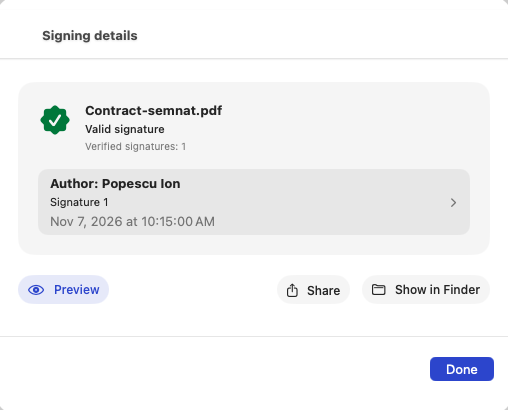 Signing details
Contract-semnat.pdf
Valid signature
Verified signatures: 1
Author: Popescu Ion
Signature 1
Nov 7, 2026 at 10:15:00 AM
Preview
Share
Show in Finder
Done